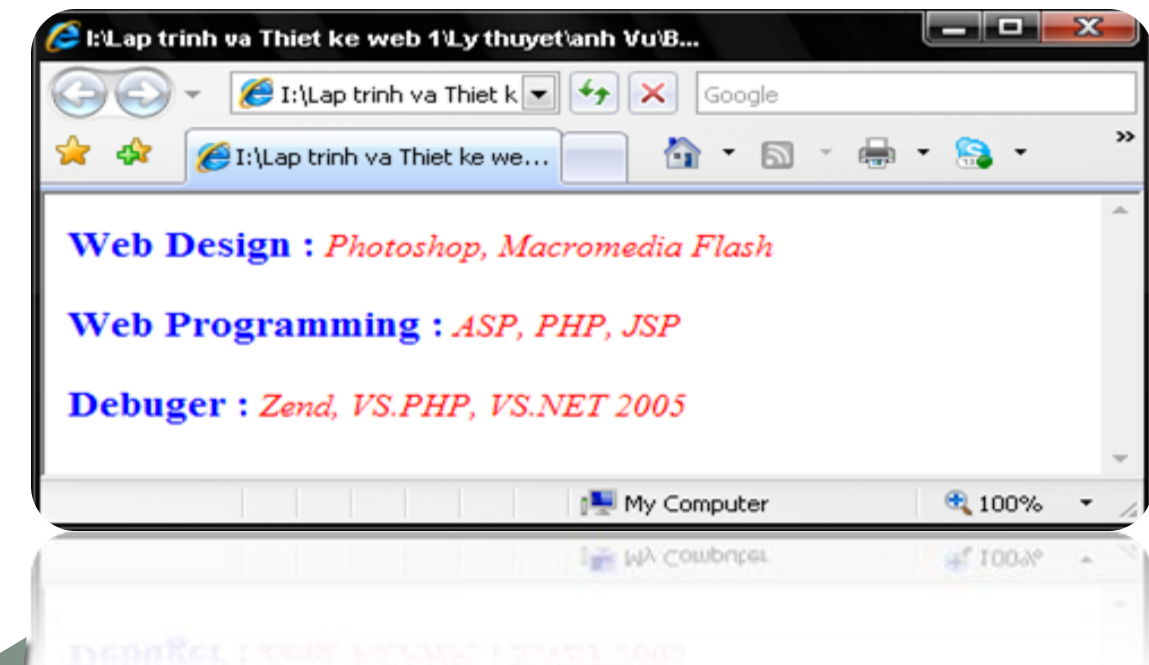 I:\Lap trinh va Thiet ke web 1\Ly thuyet\anh Vu\B...
I:\Lap trinh va Thiet k
Google
I:\Lap trinh va Thiet ke we...
Web Design : Photoshop, Macromedia Flash
Web Programming : ASP, PHP, JSP
Debuger : Zend, VS.PHP, VS.NET 2005
My Computer
100%